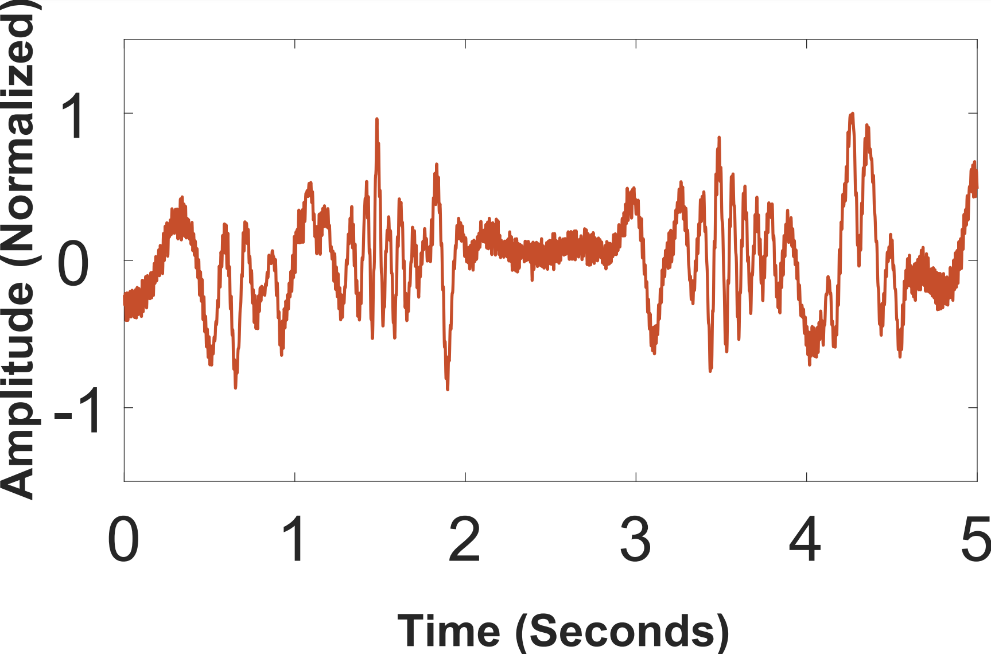 Amplitude (Normalized)
1
0
-1
0 1 2 3 4 5
Time (Seconds)